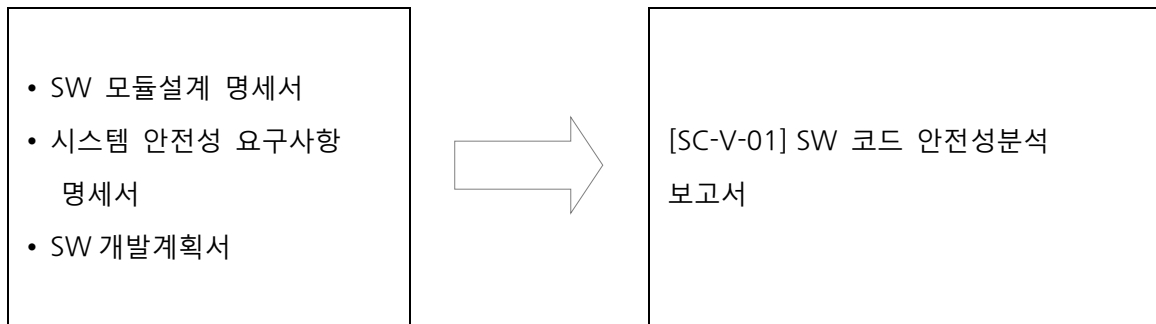 • SW 모듈설계 명세서
• 시스템 안전성 요구사항
명세서
• SW 개발계획서
[SC-V-01] SW 코드 안전성분석
보고서